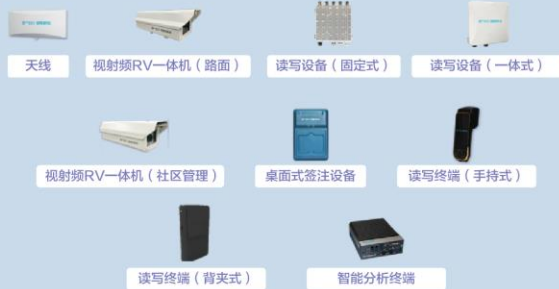 天线
视射频RV一体机（路面）
读写设备（固定式）
读写设备（一体式）
视射频RV一体机（社区管理）
桌面式签注设备
读写终端（手持式）
读写终端（背夹式）
智能分析终端